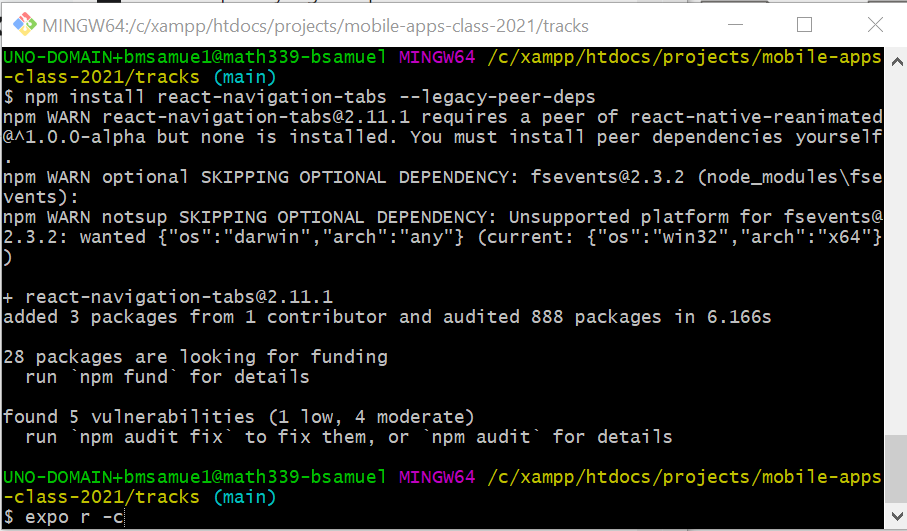 MINGW64:/c/xampp/htdocs/projects/mobile-apps-class-2021/tracks
UNO-DOMAIN+bmsamue1@math339-bsamuel MINGW64 /c/xampp/htdocs/projects/mobile-apps
-class-2021/tracks (main)
$ npm install react-navigation-tabs --legacy-peer-deps
npm WARN react-navigation-tabs@2.11.1 requires a peer of react-native-reanimated
@^1.0.0-alpha but none is installed. You must install peer dependencies yourself
.
npm WARN optional SKIPPING OPTIONAL DEPENDENCY: fsevents@2.3.2 (node_modules\fse
vents):
npm WARN notsup SKIPPING OPTIONAL DEPENDENCY: Unsupported platform for fsevents@
2.3.2: wanted {"os":"darwin","arch":"any"} (current: {"os":"win32","arch":"x64"}
)
+ react-navigation-tabs@2.11.1
added 3 packages from 1 contributor and audited 888 packages in 6.166s
28 packages are looking for funding
run `npm fund` for details
found 5 vulnerabilities (1 low, 4 moderate)
run `npm audit fix` to fix them, or `npm audit` for details
UNO-DOMAIN+bmsamue1@math339-bsamuel MINGW64 /c/xampp/htdocs/projects/mobile-apps
-class-2021/tracks (main)
$ expo r -c